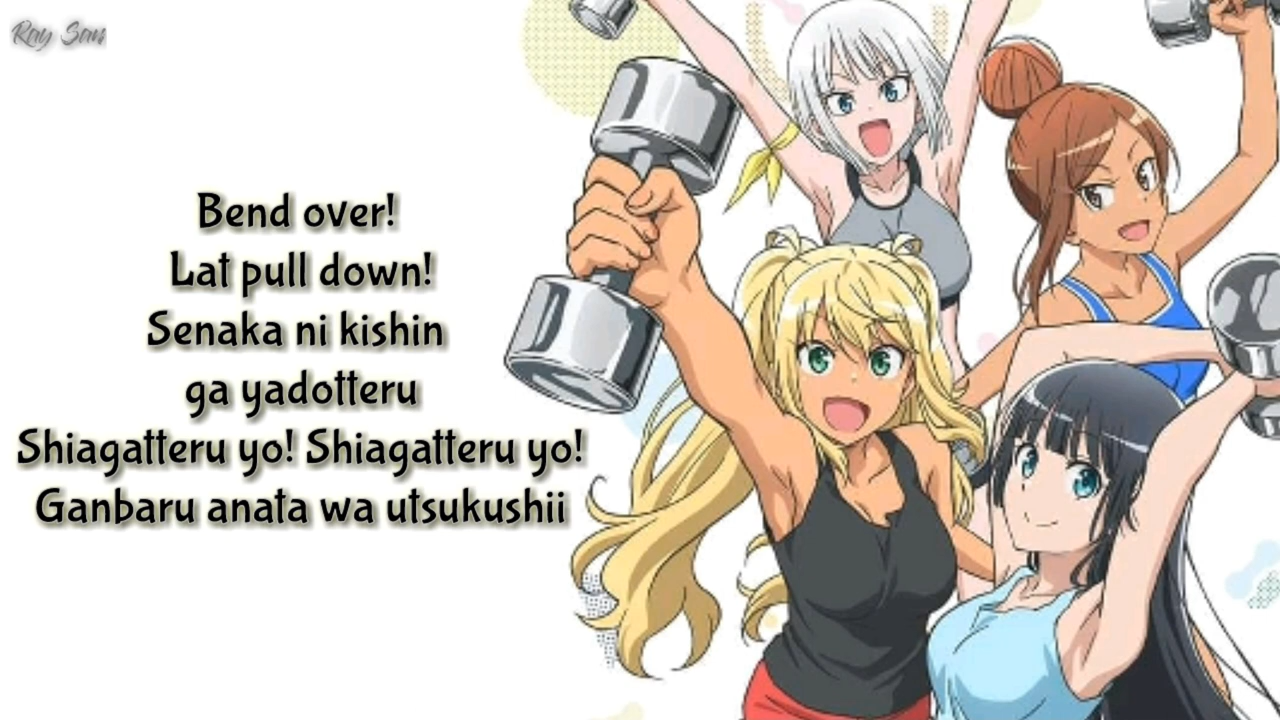 Ray San
Bend over!
Lat pull down!
Senaka ni kishin
ga yadotteru
Shiagatteru yo! Shiagatteru yo!
Ganbaru anata wa utsukushii